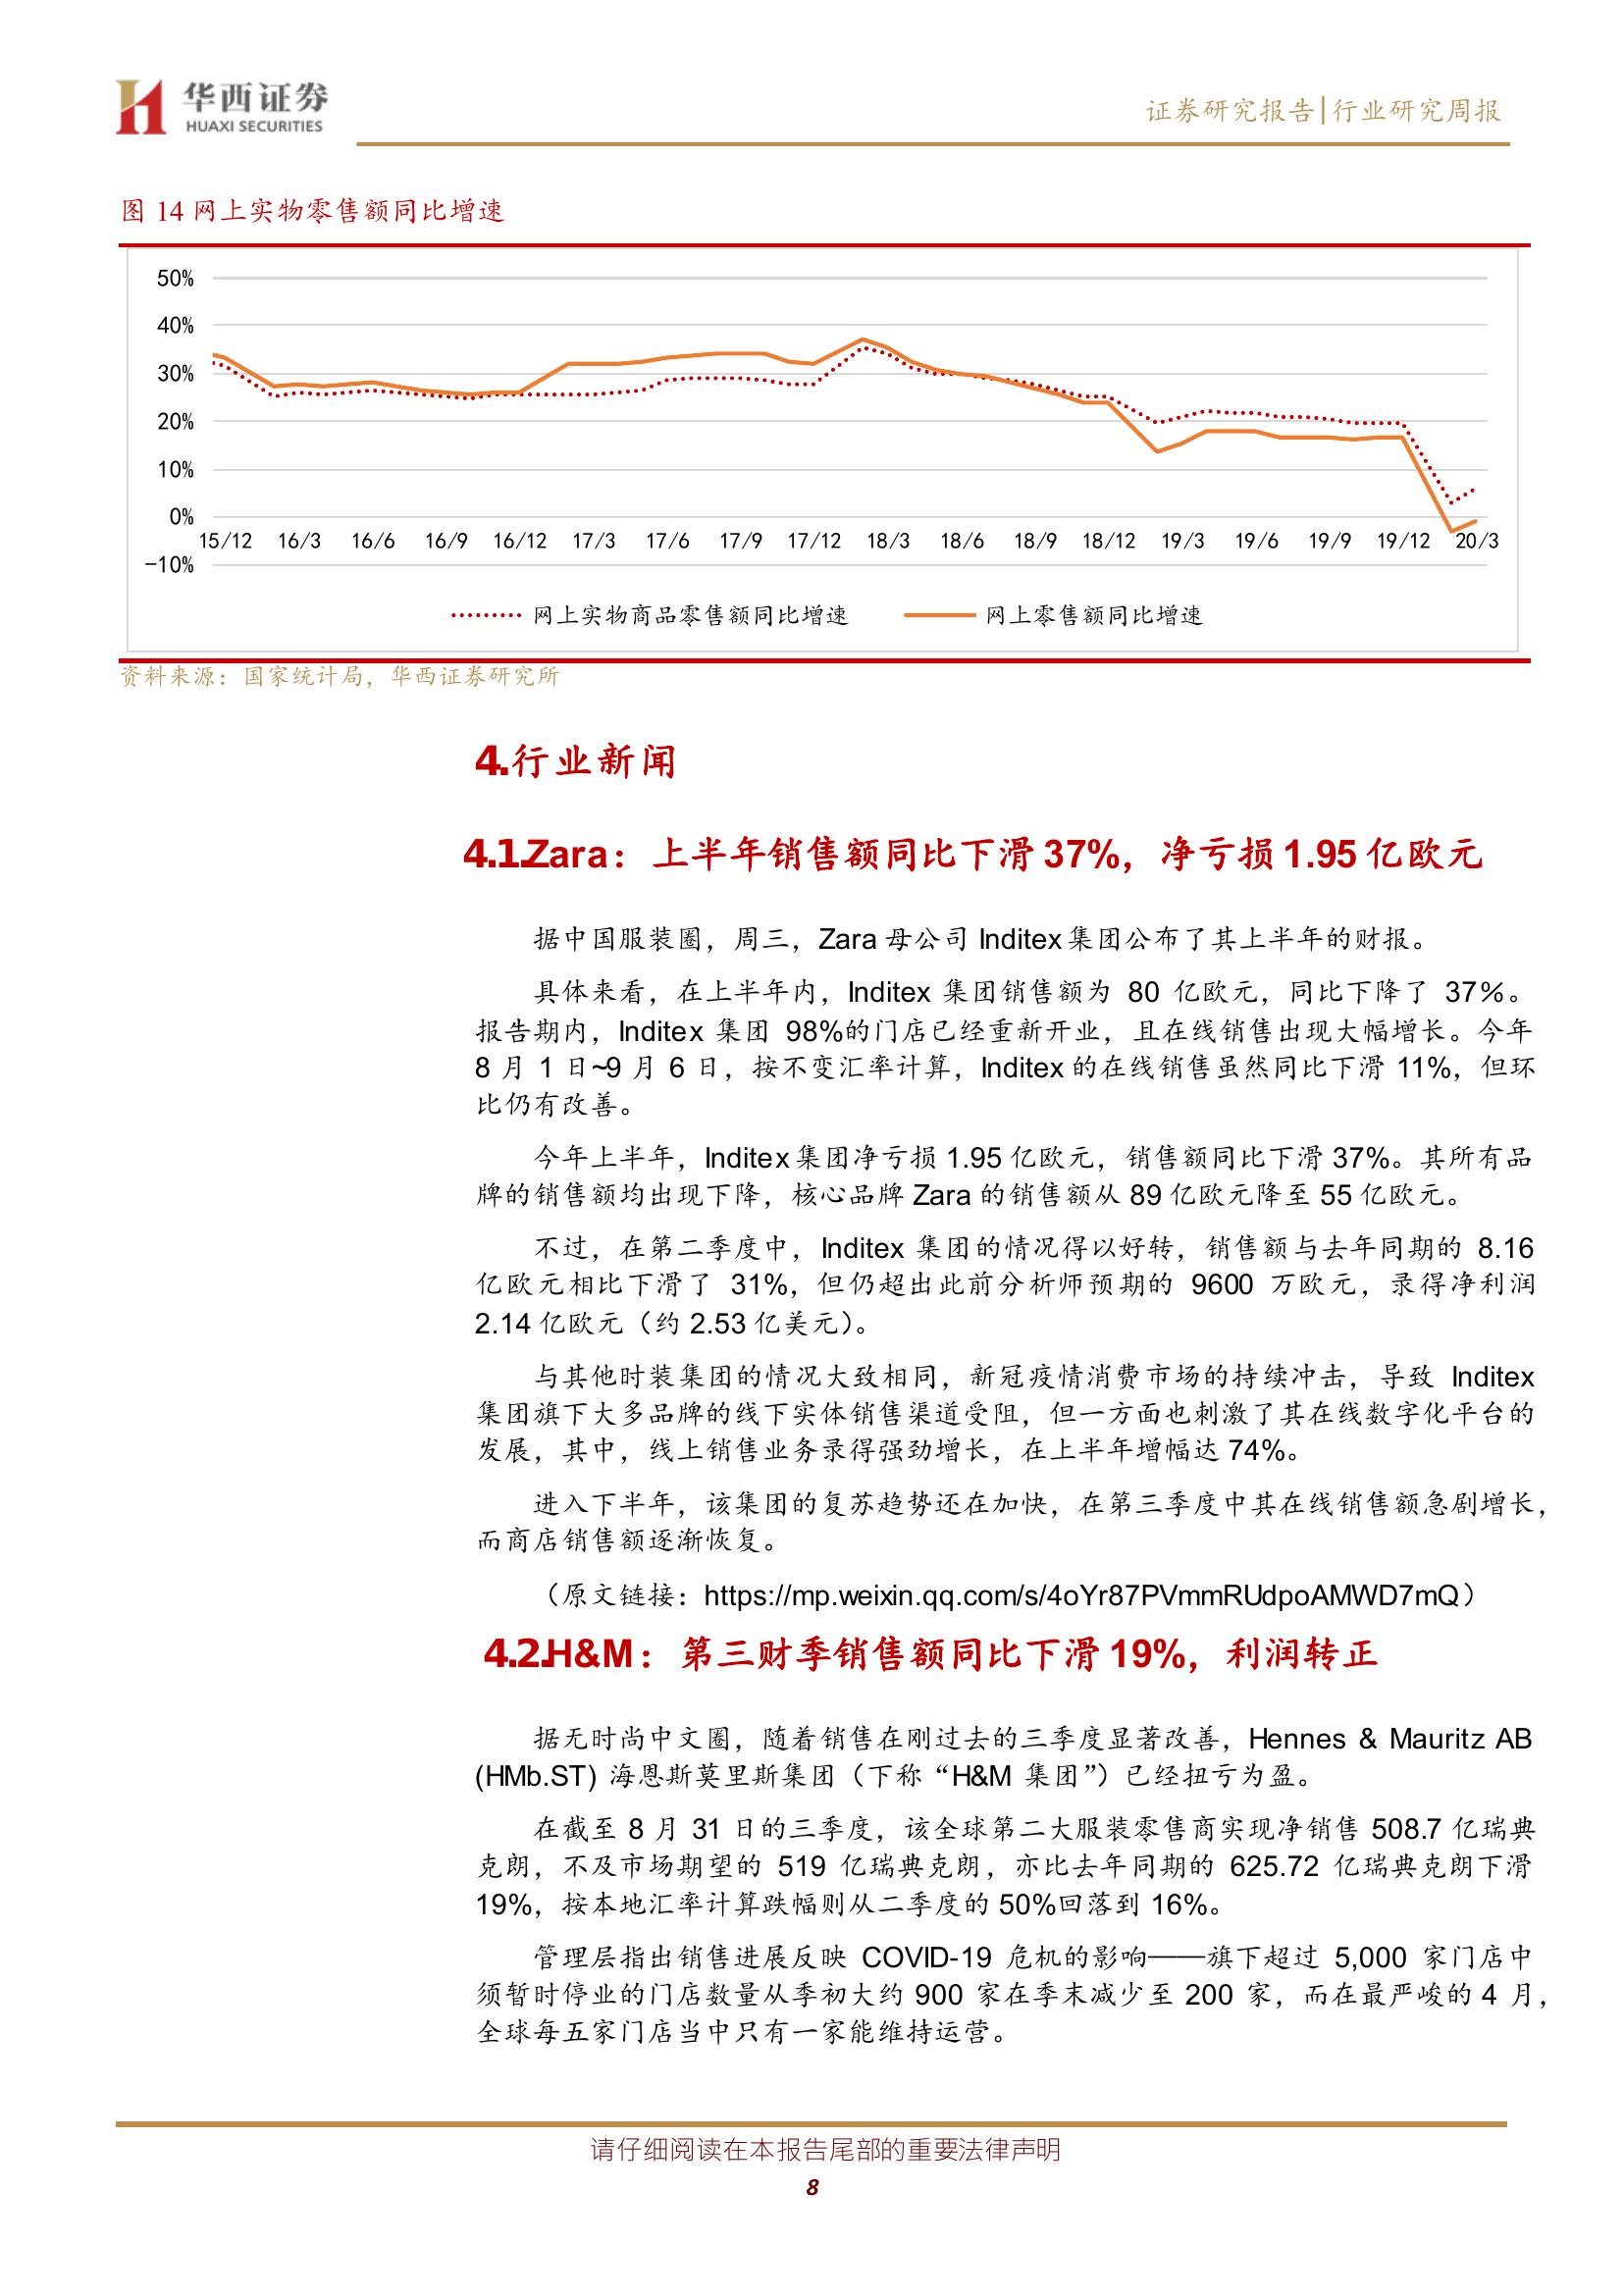 华西证券
HUAXI SECURITIES
证券研究报告|行业研究周报
图 14 网上实物零售额同比增速
50%
40%
30%
20%
10%
0%
-10%
15/12 16/3 16/6 16/9 16/12 17/3 17/6 17/9 17/12 18/3 18/6 18/9 18/12 19/3 19/6 19/9 19/12 20/3
网上实物商品零售额同比增速 网上零售额同比增速
资料来源：国家统计局，华西证券研究所
4.行业新闻
4.1.Zara：上半年销售额同比下滑 37%，净亏损 1.95 亿欧元
据中国服装圈，周三，Zara 母公司 Inditex 集团公布了其上半年的财报。
具体来看，在上半年内，Inditex 集团销售额为 80 亿欧元，同比下降了 37%。
报告期内，Inditex 集团 98%的门店已经重新开业，且在线销售出现大幅增长。今年
8 月 1 日~9 月 6 日，按不变汇率计算，Inditex 的在线销售虽然同比下滑 11%，但环
比仍有改善。
今年上半年，Inditex 集团净亏损 1.95 亿欧元，销售额同比下滑 37%。其所有品
牌的销售额均出现下降，核心品牌 Zara 的销售额从 89 亿欧元降至 55 亿欧元。
不过，在第二季度中，Inditex 集团的情况得以好转，销售额与去年同期的 8.16
亿欧元相比下滑了 31%，但仍超出此前分析师预期的 9600 万欧元，录得净利润
2.14 亿欧元（约 2.53 亿美元）。
与其他时装集团的情况大致相同，新冠疫情消费市场的持续冲击，导致 Inditex
集团旗下大多品牌的线下实体销售渠道受阻，但一方面也刺激了其在线数字化平台的
发展，其中，线上销售业务录得强劲增长，在上半年增幅达 74%。
进入下半年，该集团的复苏趋势还在加快，在第三季度中其在线销售额急剧增长，
而商店销售额逐渐恢复。
（原文链接：https://mp.weixin.qq.com/s/4oYr87PVmmRUdpoAMWD7mQ）
4.2.H&M：第三财季销售额同比下滑 19%，利润转正
据无时尚中文圈，随着销售在刚过去的三季度显著改善，Hennes & Mauritz AB
(HMb.ST) 海恩斯莫里斯集团（下称“H&M 集团”）已经扭亏为盈。
在截至 8 月 31 日的三季度，该全球第二大服装零售商实现净销售 508.7 亿瑞典
克朗，不及市场期望的 519 亿瑞典克朗，亦比去年同期的 625.72 亿瑞典克朗下滑
19%，按本地汇率计算跌幅则从二季度的 50%回落到 16%。
管理层指出销售进展反映 COVID-19 危机的影响——旗下超过 5,000 家门店中
须暂时停业的门店数量从季初大约 900 家在季末减少至 200 家，而在最严峻的 4 月，
全球每五家门店当中只有一家能维持运营。
请仔细阅读在本报告尾部的重要法律声明
8